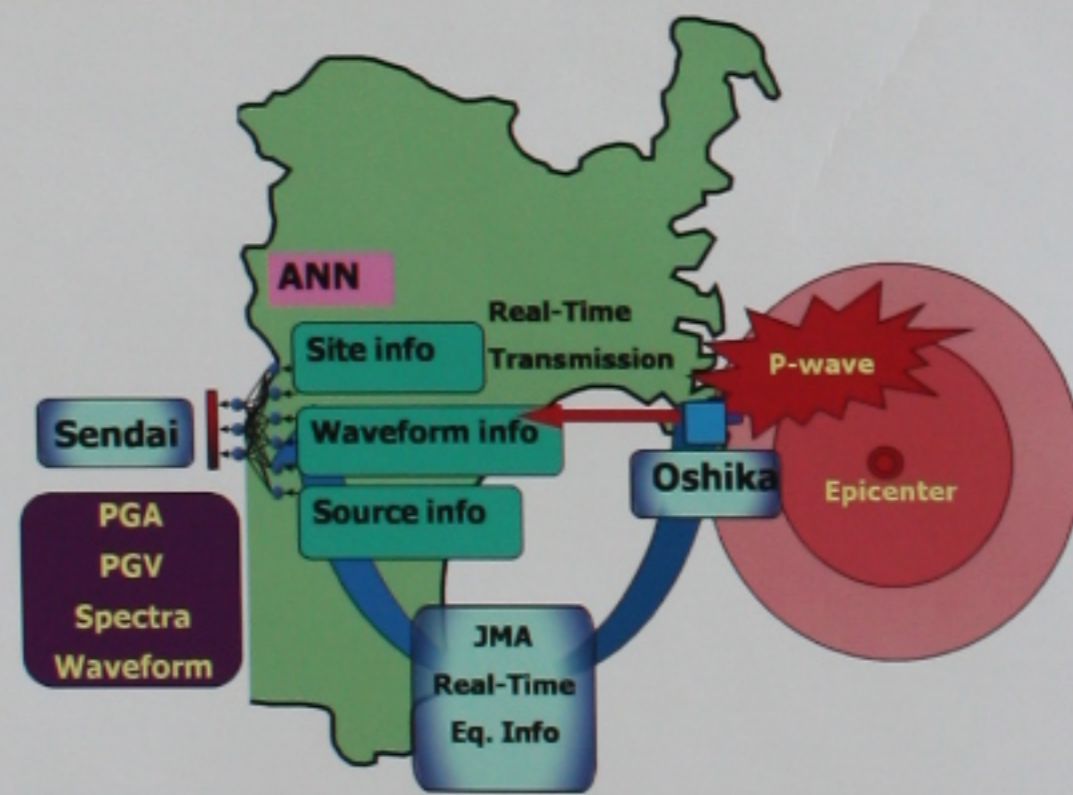 ANN
Real-Time
Transmission
Site info
P-wave
Sendai
Waveform info
Oshika
Epicenter
Source info
PGA
PGV
Spectra
Waveform
JMA
Real-Time
Eq. Info